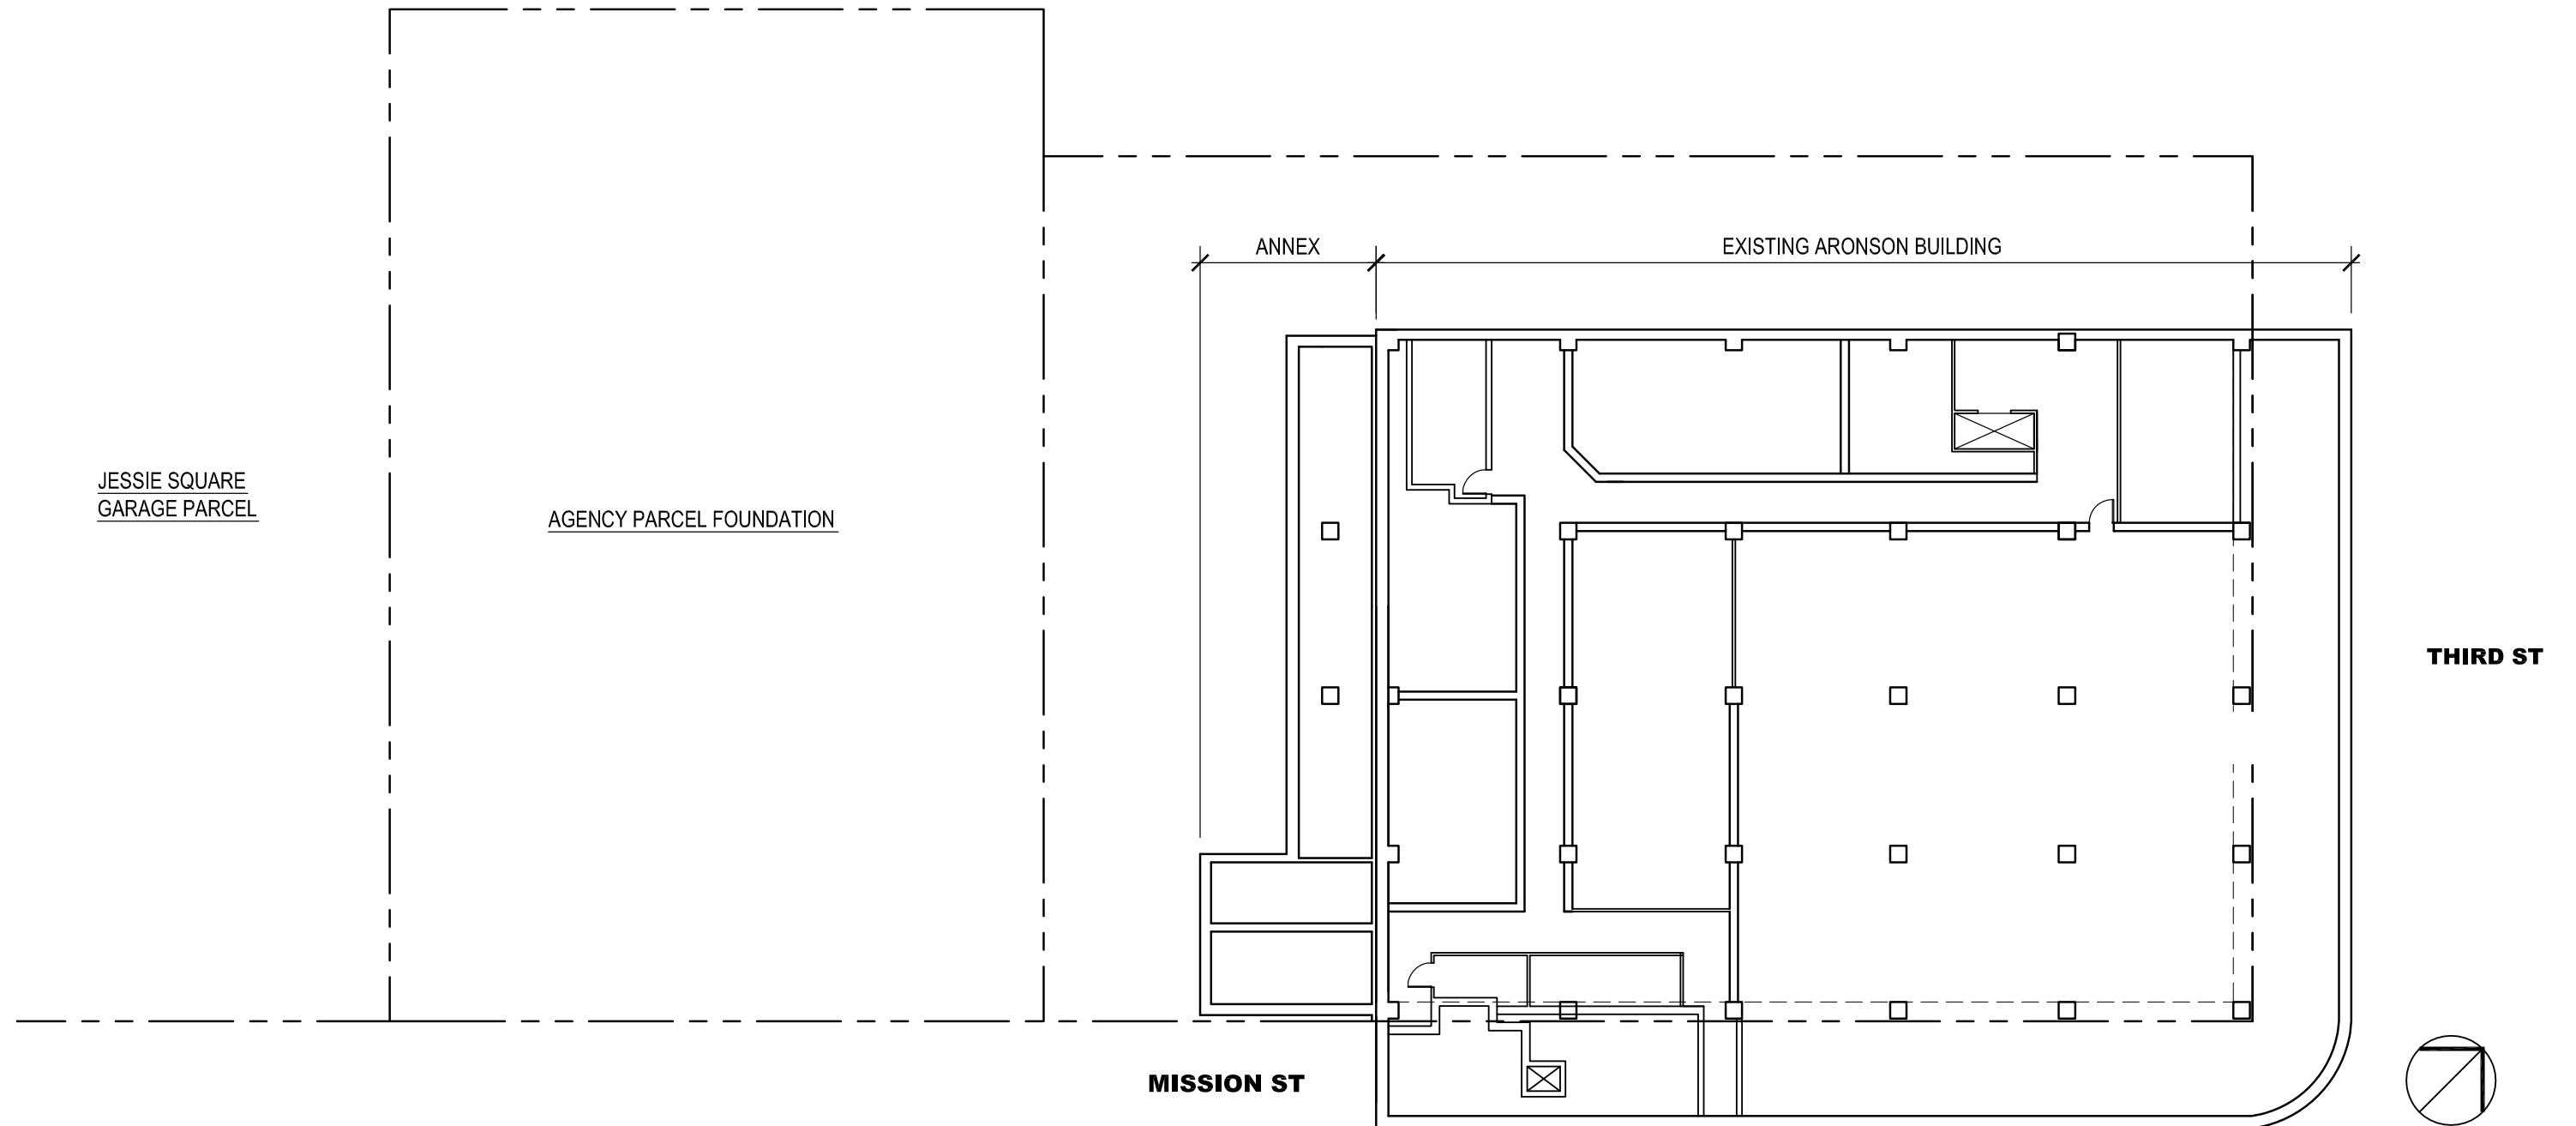 ANNEX
EXISTING ARONSON BUILDING
JESSIE SQUARE
GARAGE PARCEL
AGENCY PARCEL FOUNDATION
THIRD ST
MISSION ST